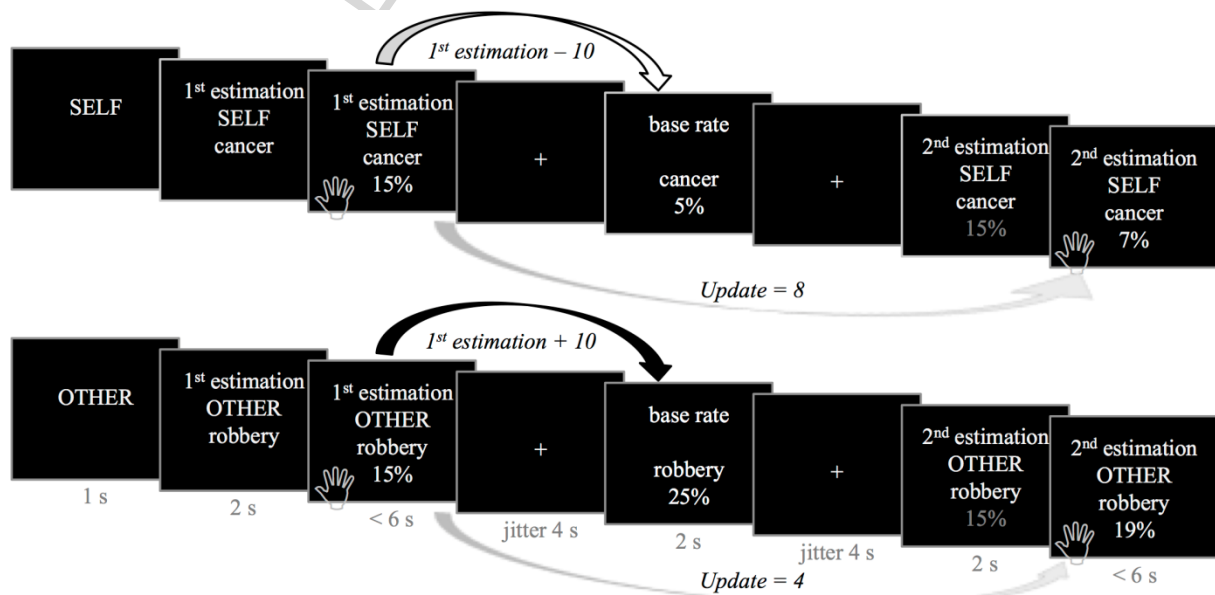 1st estimation – 10
SELF
1st estimation
SELF
cancer
1st estimation
SELF
cancer
15%
+
base rate
cancer
5%
+
2nd estimation
SELF
cancer
15%
2nd estimation
SELF
cancer
7%
Update = 8
1st estimation + 10
OTHER
1st estimation
OTHER
robbery
1st estimation
OTHER
robbery
15%
+
base rate
robbery
25%
+
2nd estimation
OTHER
robbery
15%
2nd estimation
OTHER
robbery
19%
1 s
2 s
< 6 s
jitter 4 s
2 s
jitter 4 s
2 s
< 6 s
Update = 4